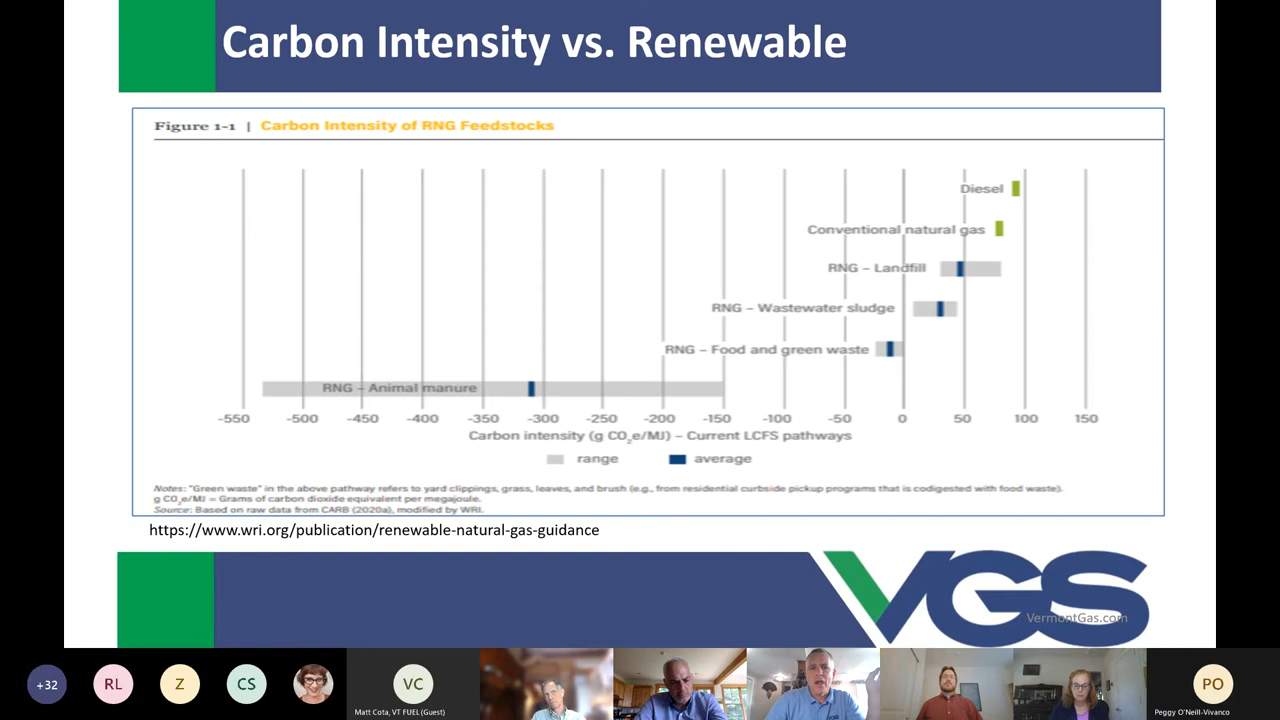 Carbon Intensity vs. Renewable
Figure 1-1 | Carbon Intensity of RNG Feedstocks
Diesel
Conventional natural gas
RNG – Landfill
RNG – Wastewater sludge
RNG – Food and green waste
RNG – Animal manure
-550 -500 -450 -400 -350 -300 -250 -200 -150 -100 -50 0 50 100 150
Carbon intensity (g CO2e/MJ) – Current LCFS pathways
range average
Notes: "Green waste" in the above pathway refers to yard clippings, grass, leaves, and brush (e.g., from residential curbside pickup programs that is codigested with food waste).
g CO2e/MJ = Grams of carbon dioxide equivalent per megajoule.
Source: Based on raw data from CARB (2020a), modified by WRI.
https://www.wri.org/publication/renewable-natural-gas-guidance
VGS
VermontGas.com
+32 RL Z CS VC PO
Matt Cota, VT FUEL (Guest) Peggy O'Neill-Vivanco